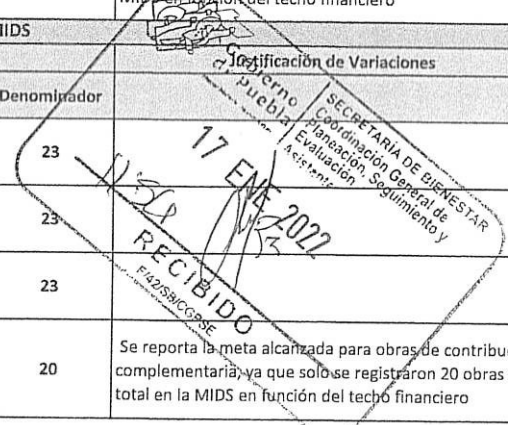 MIDS en función del techo financiero
MIDS
Justificación de Variaciones
Denominador
Gobierno
de Puebla
SECRETARÍA DE BIENESTAR
Coordinación General de
Planeación, Seguimiento y
Evaluación
Asistente
17 ENE 2022
RECIBIDO
F/42/SB/CGPSE
23
23
23
20
Se reporta la meta alcanzada para obras de contribuc
complementaria, ya que solo se registraron 20 obras
total en la MIDS en función del techo financiero